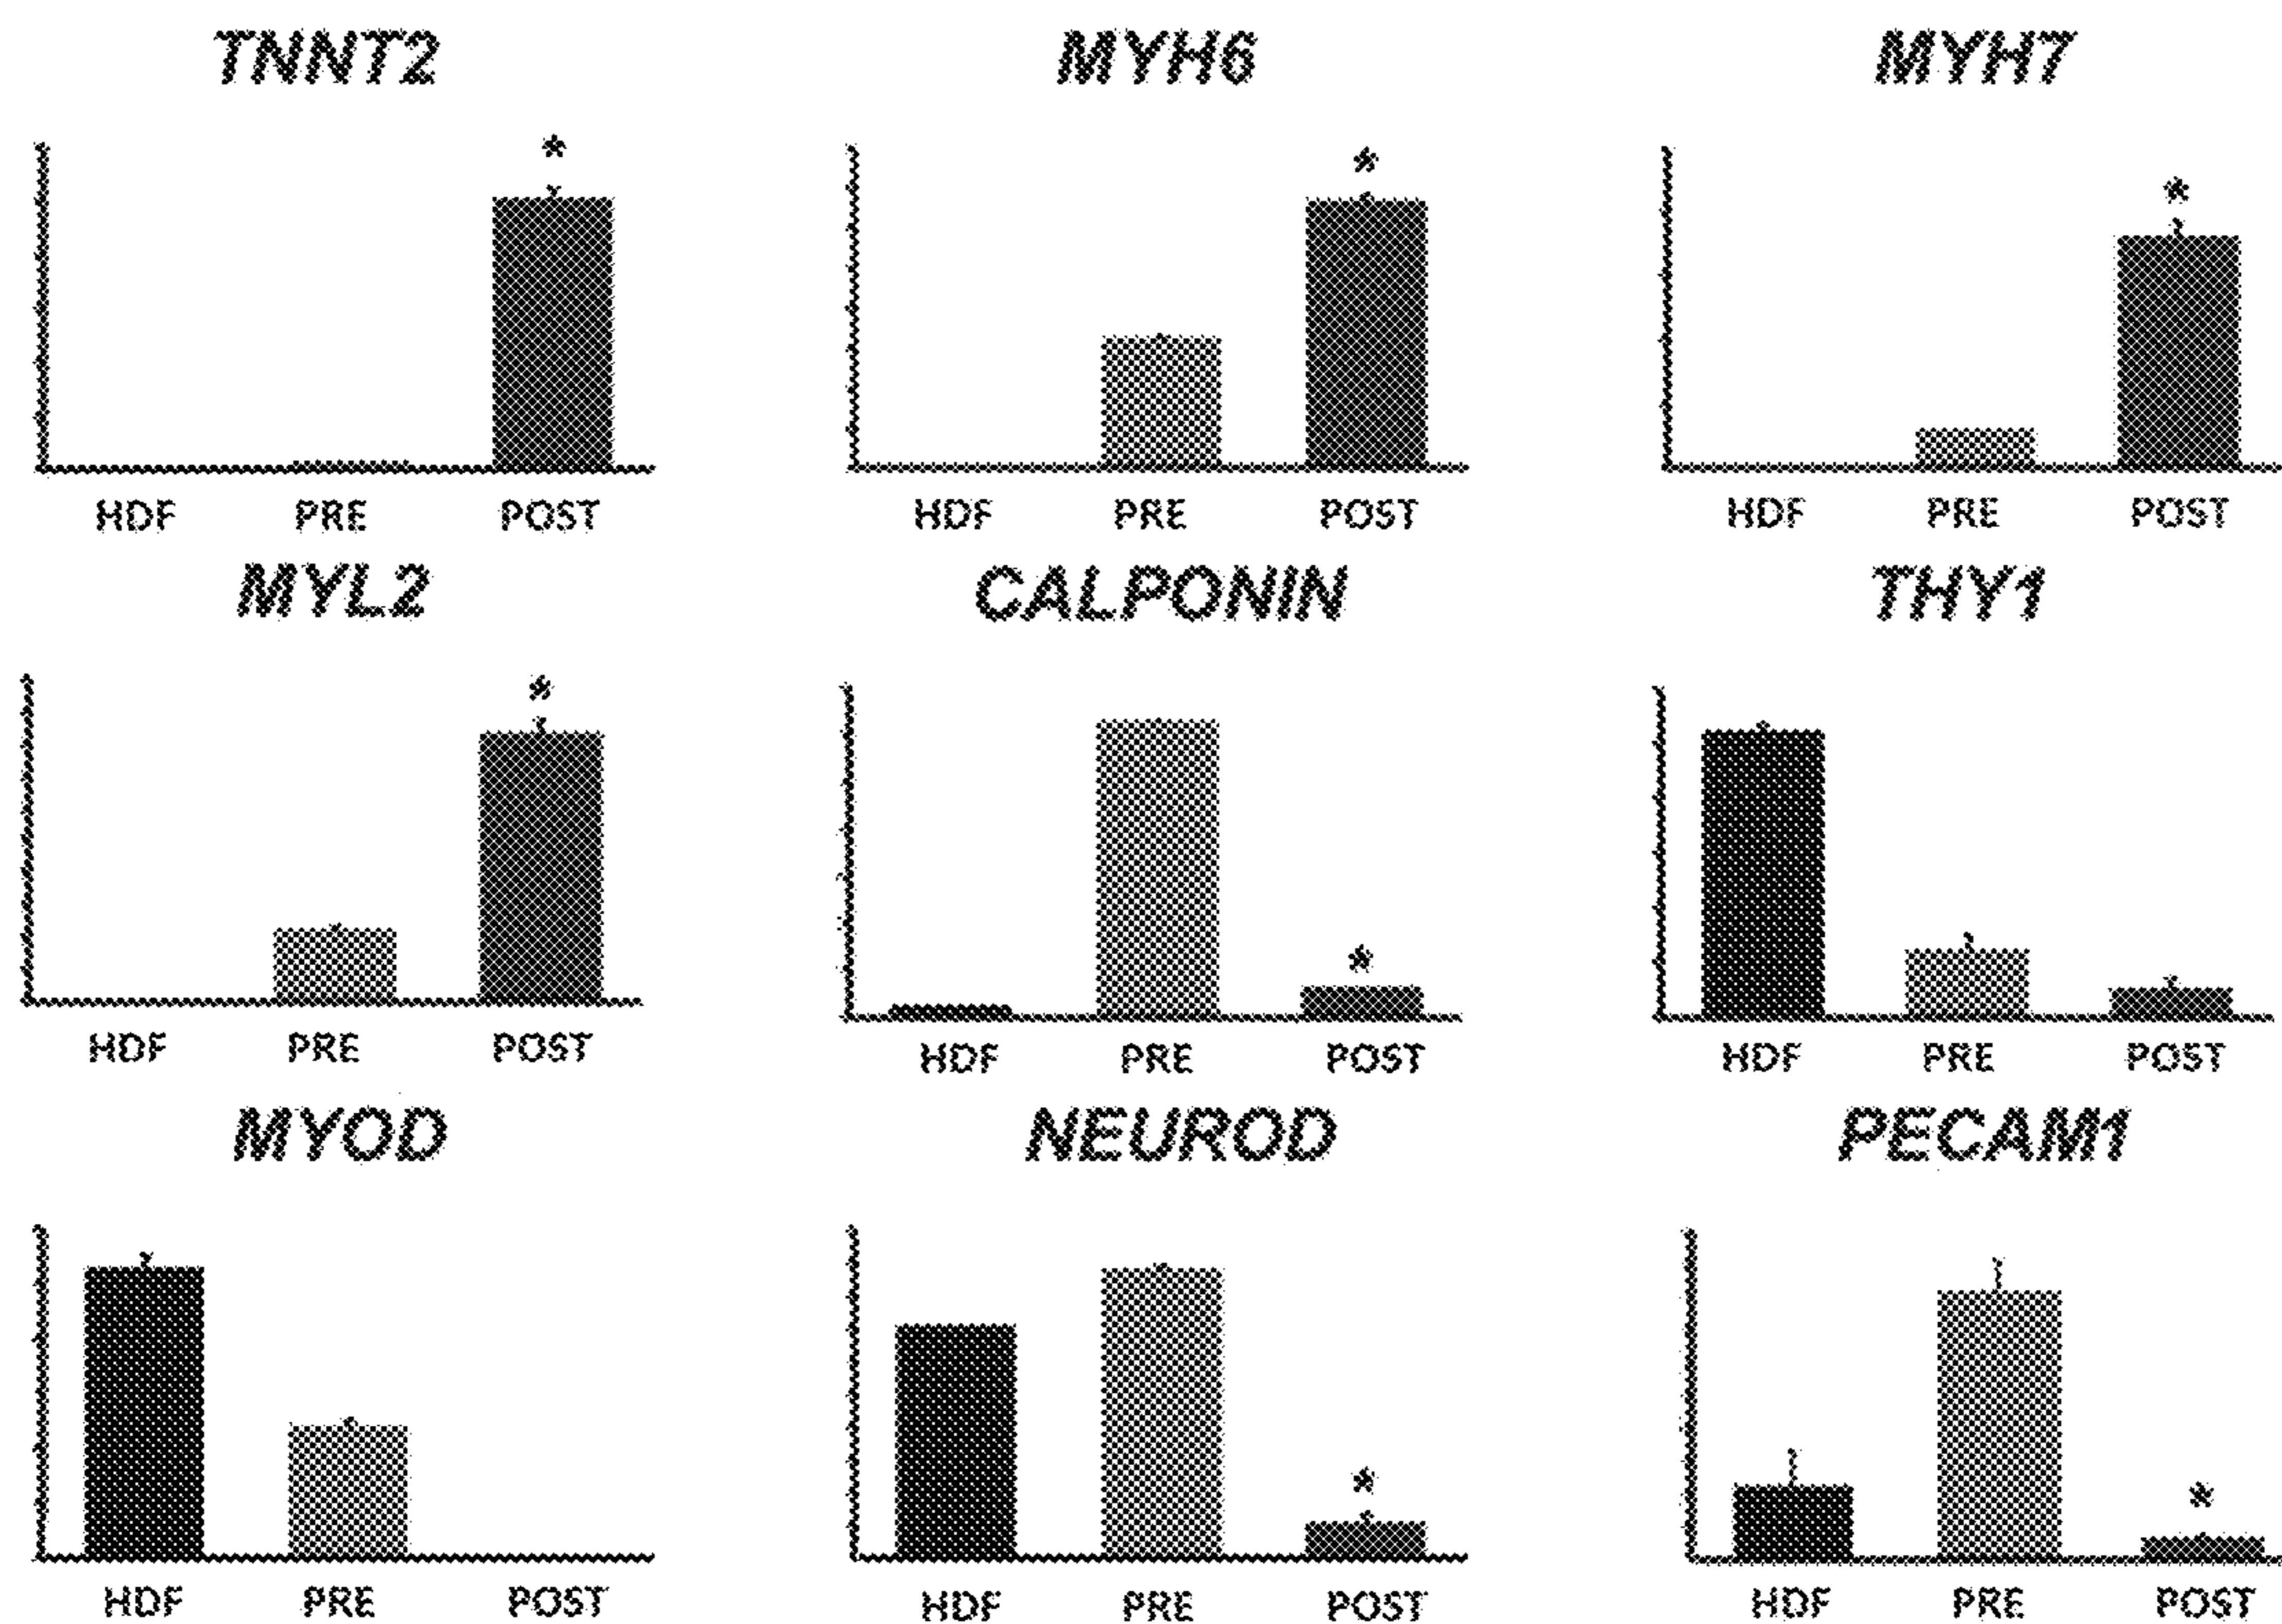 TNNT2 MYH6 MYH7
* * *
HDF PRE POST HDF PRE POST HDF PRE POST
MYL2 CALPONIN THY1
* *
HDF PRE POST HDF PRE POST HDF PRE POST
MYOD NEUROD PECAM1
* *
HDF PRE POST HDF PRE POST HDF PRE POST